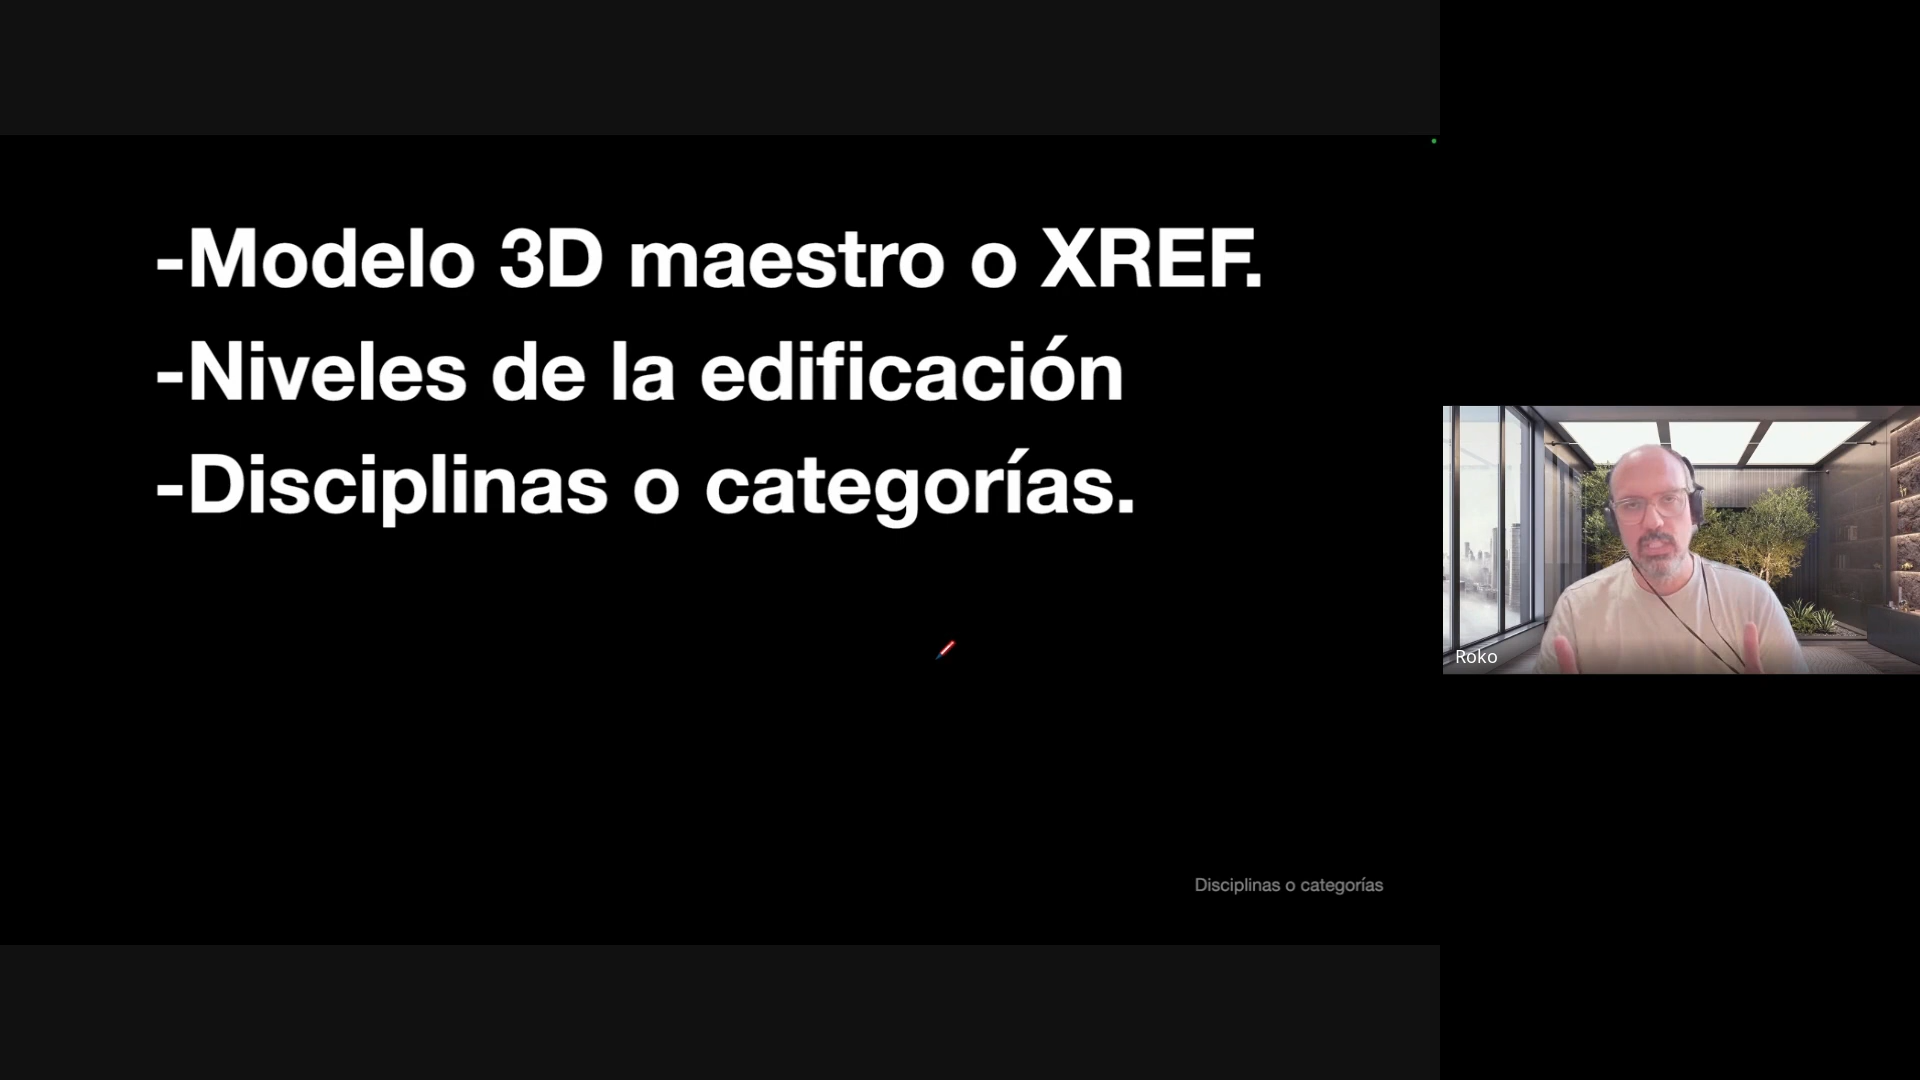 -Modelo 3D maestro o XREF.
-Niveles de la edificación
-Disciplinas o categorías.
Roko
Disciplinas o categorías